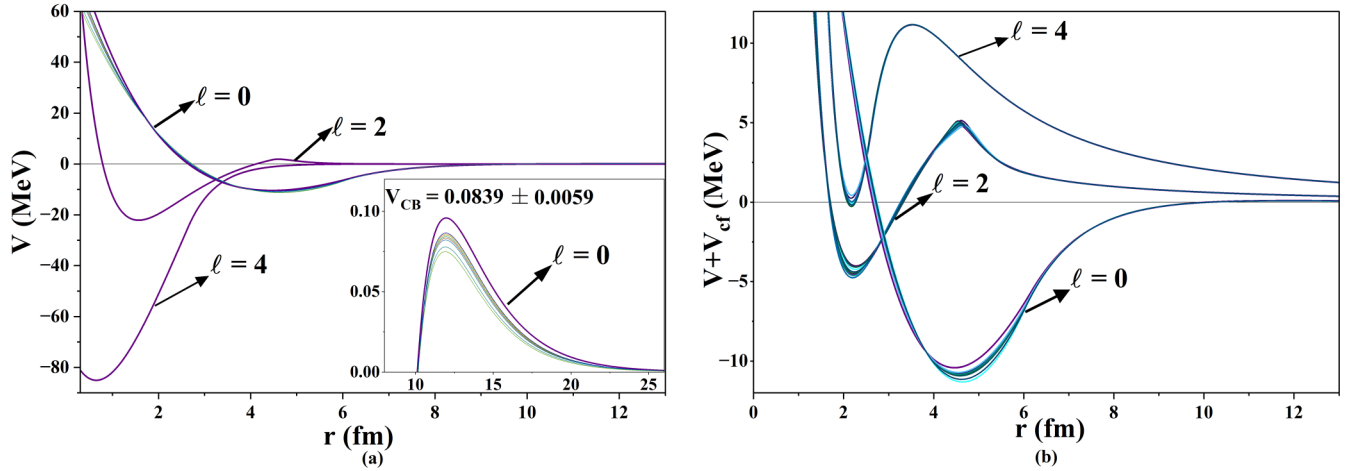 60
40
20
0
−20
−40
−60
−80
V (MeV)
ℓ = 0
ℓ = 2
ℓ = 4
V_CB = 0.0839 ± 0.0059
0.10
0.05
0.00
ℓ = 0
10 15 20 25
2 4 6 8 10 12
r (fm)
(a)
10
5
0
−5
−10
V+V_cf (MeV)
ℓ = 4
ℓ = 2
ℓ = 0
0 2 4 6 8 10 12
r (fm)
(b)